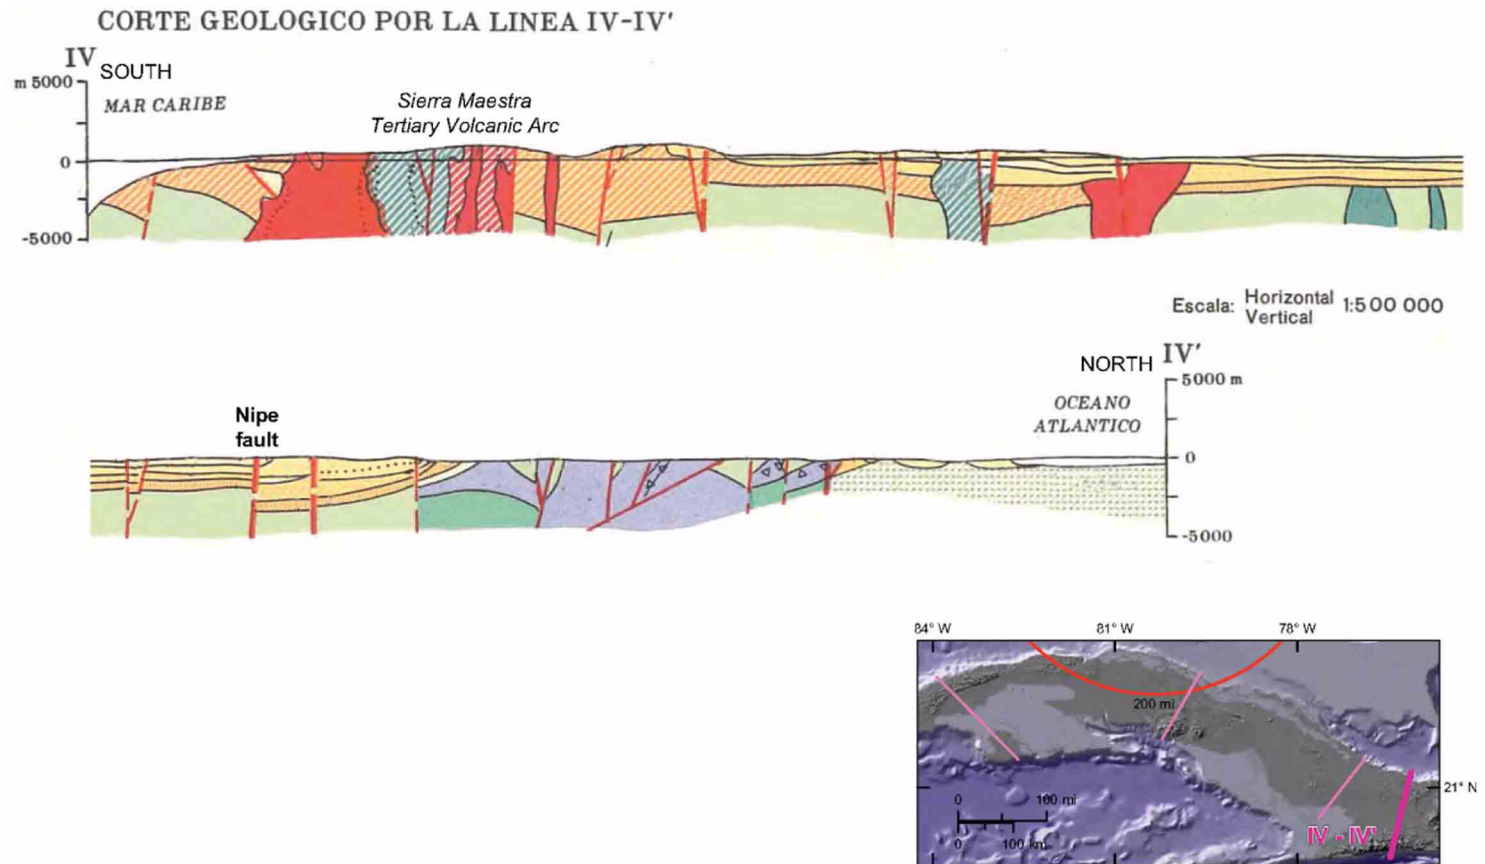 CORTE GEOLOGICO POR LA LINEA IV-IV'
IV
SOUTH
m 5000
MAR CARIBE
Sierra Maestra
Tertiary Volcanic Arc
0
-5000
Escala: Horizontal 1:500 000
Vertical
NORTH IV'
5000 m
OCEANO
ATLANTICO
Nipe
fault
0
-5000
84° W 81° W 78° W
200 mi
21° N
0 100 mi
0 100 km
IV - IV'